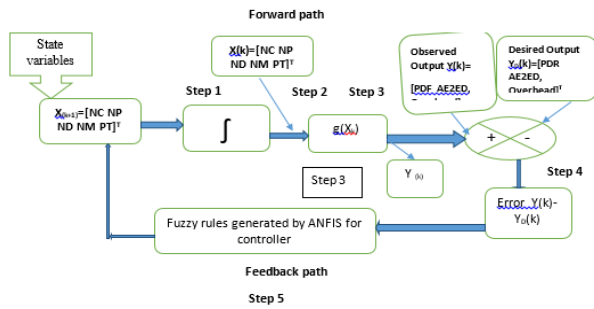 Forward path
State
variables
X(k)=[NC NP
ND NM PT]ᵀ
Observed
Output Y(k)=
[PDF AE2ED,
Desired Output
Y_D(k)=[PDR
AE2ED,
Overhead]ᵀ
Step 1
Step 2
Step 3
X(k+1)=[NC NP
ND NM PT]ᵀ
∫
g(Xₖ)
+
-
Step 3
Y (k)
Step 4
Error Y(k)-
Y_D(k)
Fuzzy rules generated by ANFIS for
controller
Feedback path
Step 5